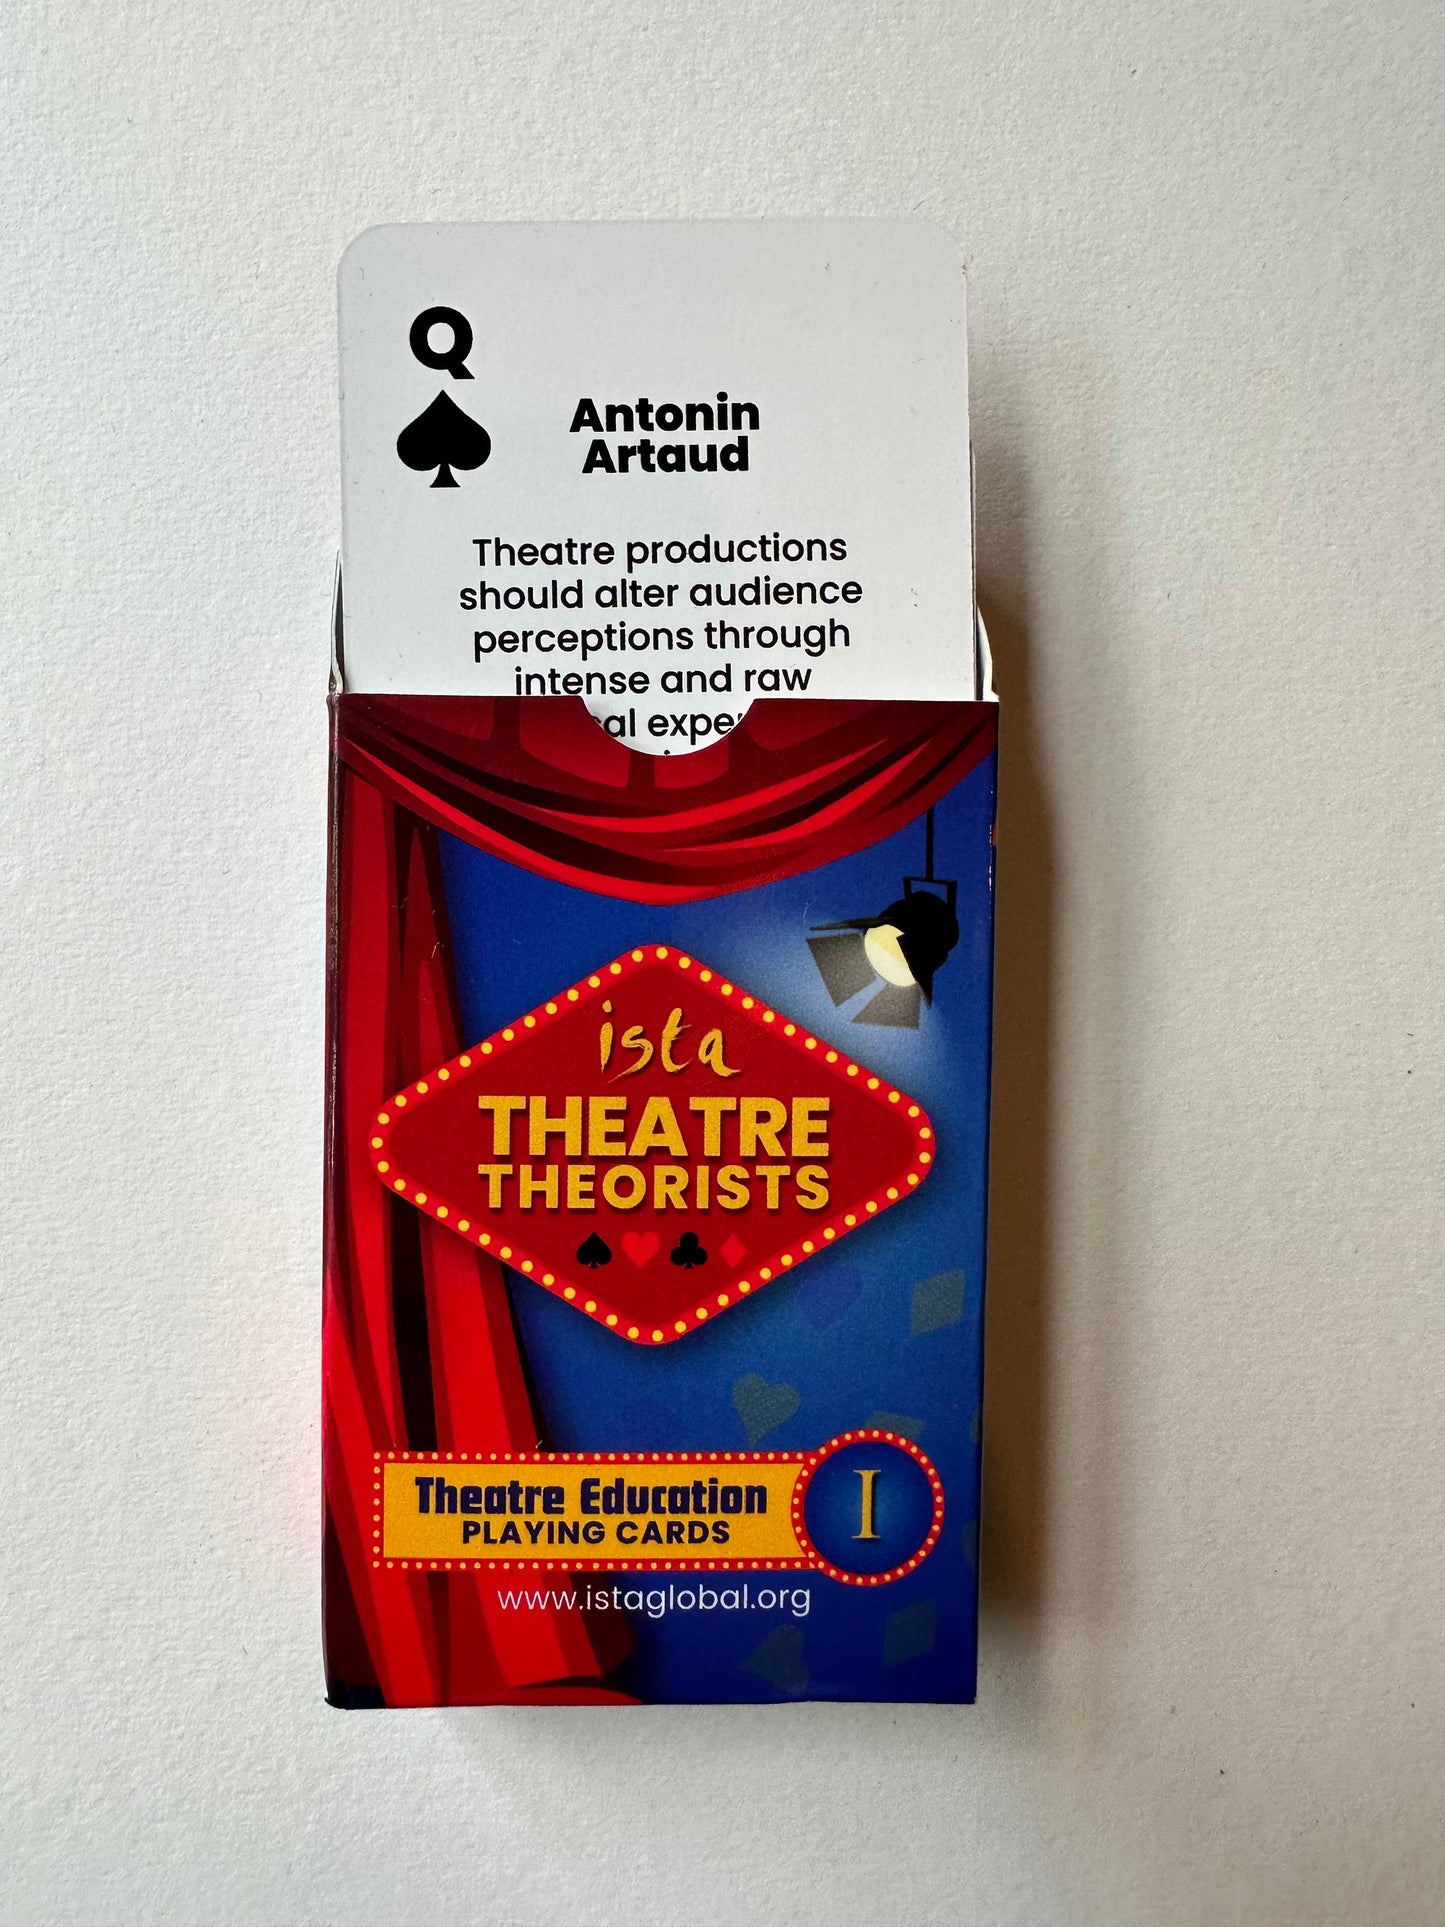 Q
Antonin
Artaud
Theatre productions
should alter audience
perceptions through
intense and raw
ista
THEATRE
THEORISTS
Theatre Education
PLAYING CARDS
I
www.istaglobal.org